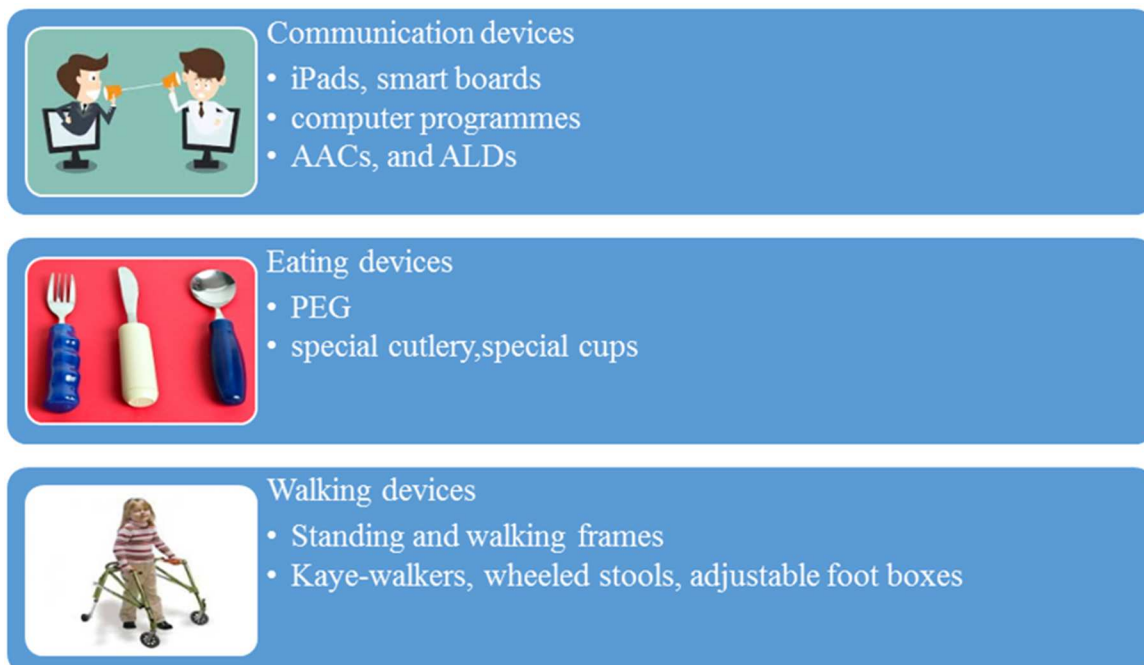 Communication devices
• iPads, smart boards
• computer programmes
• AACs, and ALDs
Eating devices
• PEG
• special cutlery,special cups
Walking devices
• Standing and walking frames
• Kaye-walkers, wheeled stools, adjustable foot boxes